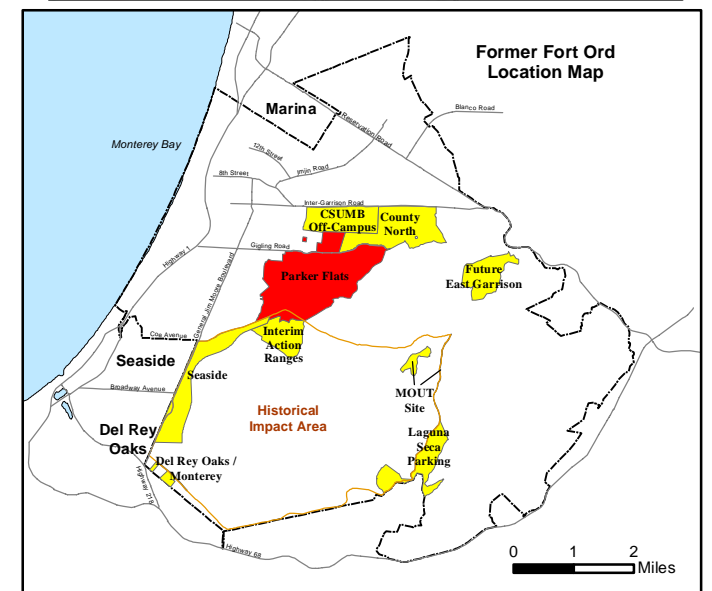 Former Fort Ord
Location Map
Marina
Blanco Road
Reservation Road
Monterey Bay
12th Street
Imjin Road
8th Street
Inter-Garrison Road
CSUMB
Off-Campus
County
North
Gigling Road
Highway 1
Parker Flats
Future
East Garrison
General Jim Moore Boulevard
Coe Avenue
Interim
Action
Ranges
Seaside
Seaside
MOUT
Site
Broadway Avenue
Historical
Impact Area
Del Rey
Oaks
Laguna
Seca
Parking
Del Rey Oaks /
Monterey
Highway 218
Highway 68
0 1 2
Miles